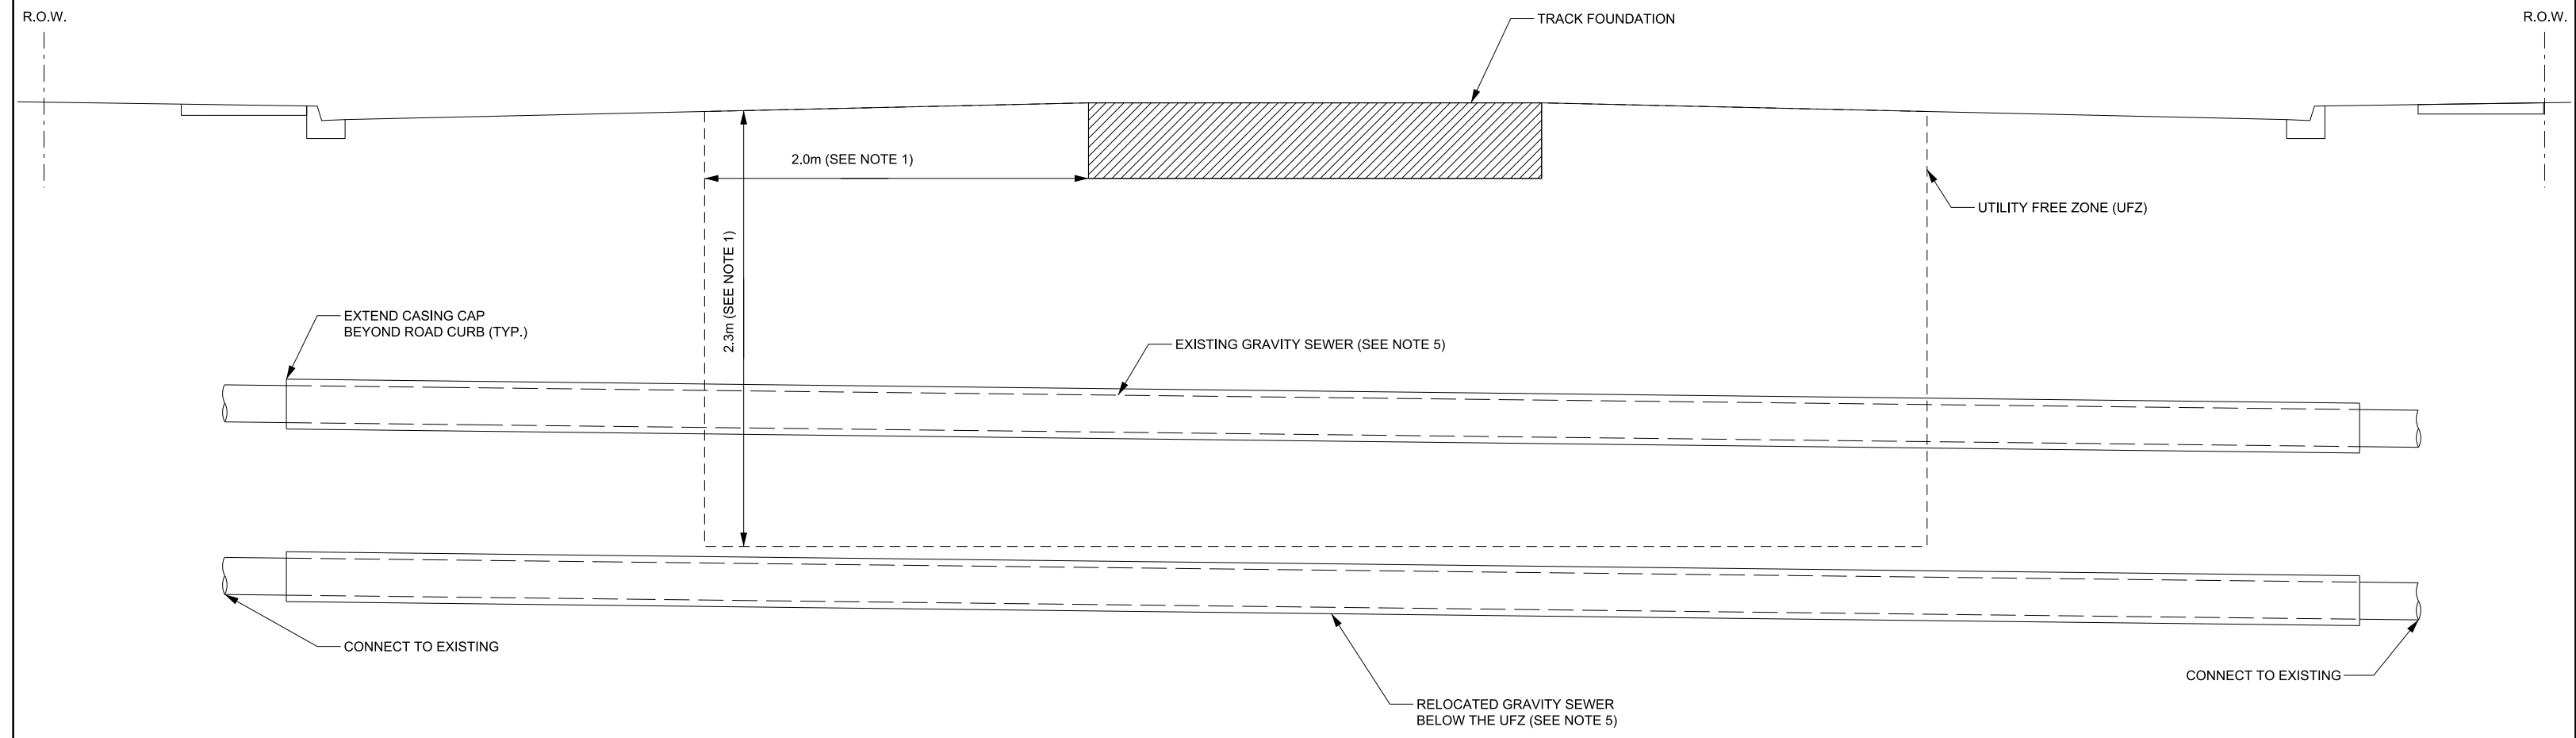 R.O.W.
R.O.W.
TRACK FOUNDATION
2.0m (SEE NOTE 1)
UTILITY FREE ZONE (UFZ)
2.3m (SEE NOTE 1)
EXTEND CASING CAP
BEYOND ROAD CURB (TYP.)
EXISTING GRAVITY SEWER (SEE NOTE 5)
CONNECT TO EXISTING
CONNECT TO EXISTING
RELOCATED GRAVITY SEWER
BELOW THE UFZ (SEE NOTE 5)